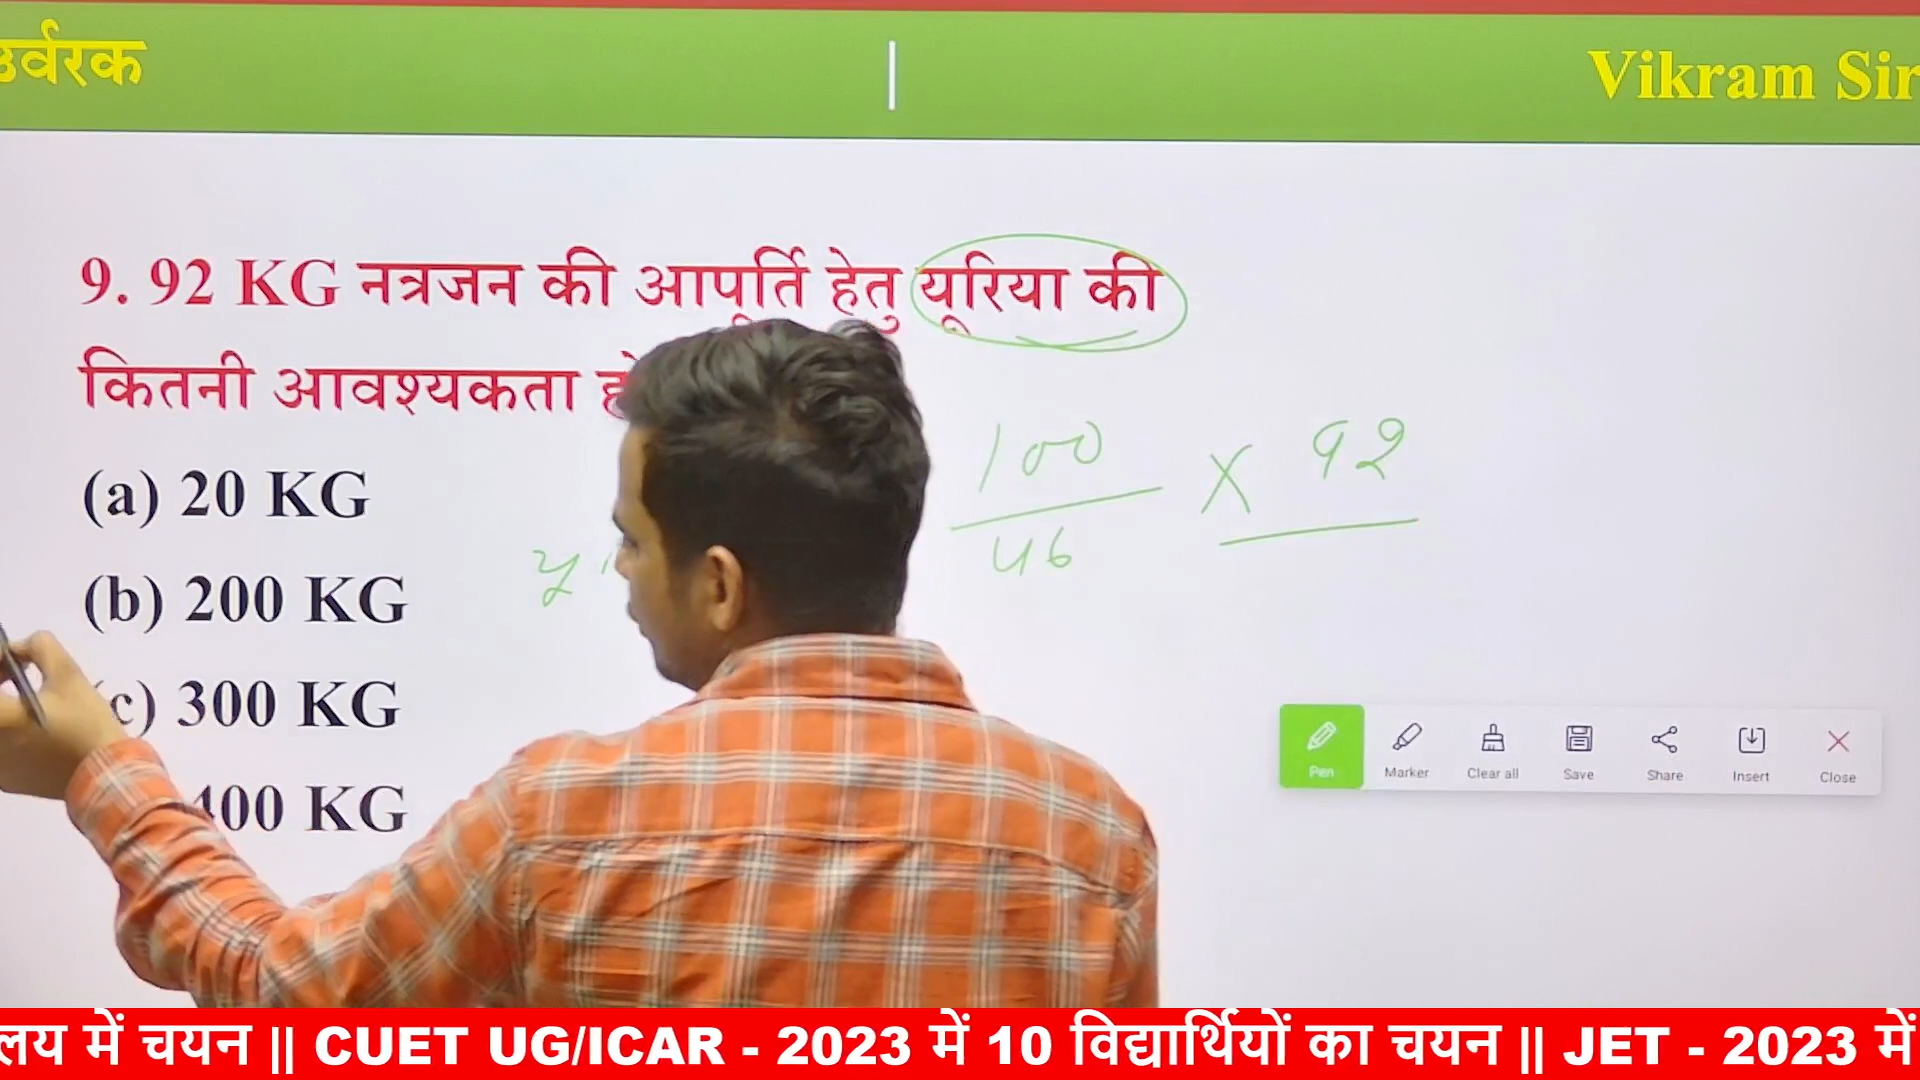 उर्वरक | Vikram Sir
9. 92 KG नत्रजन की आपूर्ति हेतु यूरिया की
कितनी आवश्यकता
(a) 20 KG
(b) 200 KG
(c) 300 KG
400 KG
100 × 92
46
Pen Marker Clear all Save Share Insert Close
लय में चयन || CUET UG/ICAR - 2023 में 10 विद्यार्थियों का चयन || JET - 2023 में